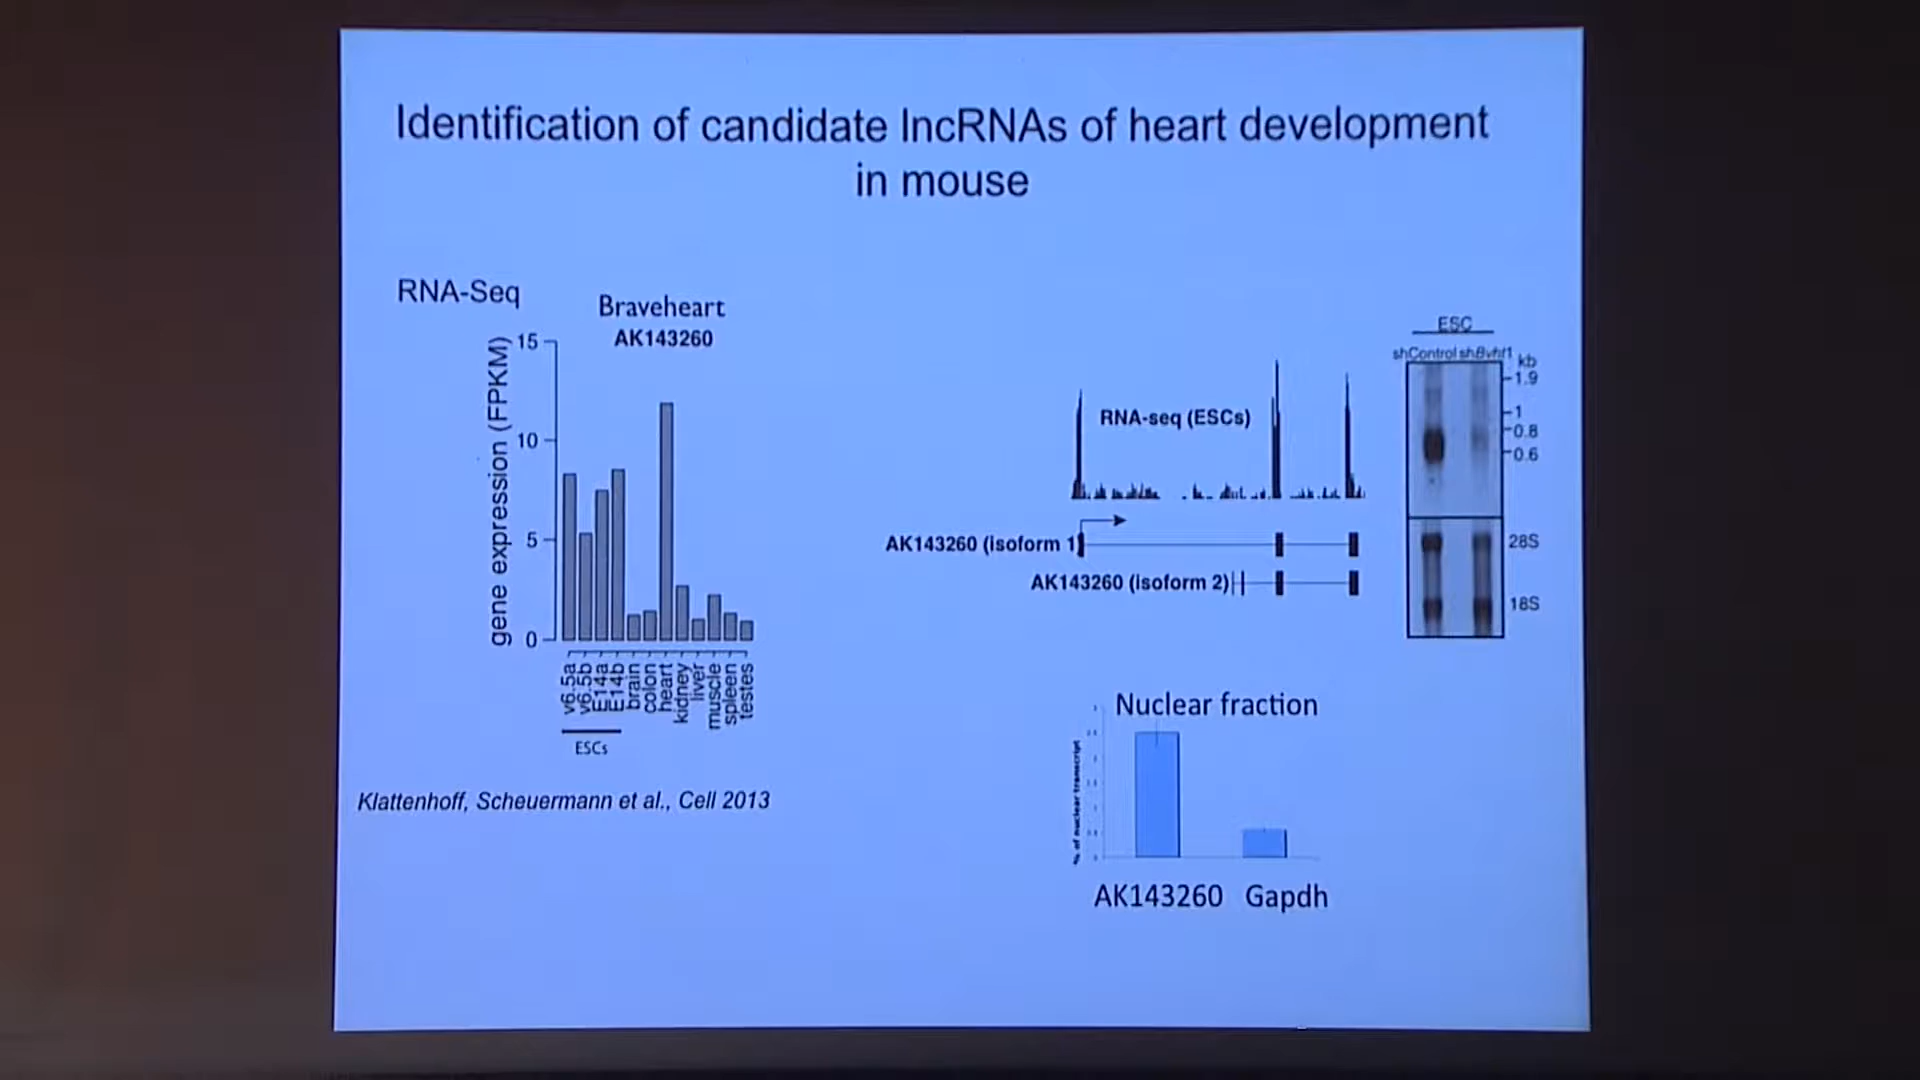 Identification of candidate lncRNAs of heart development
in mouse
RNA-Seq
Braveheart
AK143260
gene expression (FPKM)
15
10
5
0
v6.5a
v6.5b
E14a
E14b
brain
colon
heart
kidney
liver
muscle
spleen
testes
ESCs
Klattenhoff, Scheuermann et al., Cell 2013
RNA-seq (ESCs)
AK143260 (isoform 1)
AK143260 (isoform 2)
ESC
shControl shBvht1 kb
1.9
1
0.8
0.6
28S
18S
Nuclear fraction
% of nuclear transcript
AK143260 Gapdh